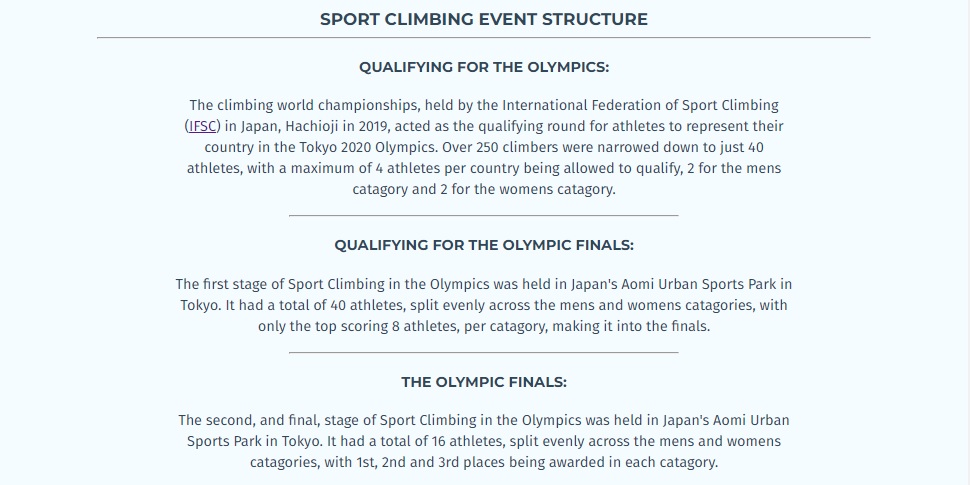 SPORT CLIMBING EVENT STRUCTURE
QUALIFYING FOR THE OLYMPICS:
The climbing world championships, held by the International Federation of Sport Climbing
(IFSC) in Japan, Hachioji in 2019, acted as the qualifying round for athletes to represent their
country in the Tokyo 2020 Olympics. Over 250 climbers were narrowed down to just 40
athletes, with a maximum of 4 athletes per country being allowed to qualify, 2 for the mens
catagory and 2 for the womens catagory.
QUALIFYING FOR THE OLYMPIC FINALS:
The first stage of Sport Climbing in the Olympics was held in Japan's Aomi Urban Sports Park in
Tokyo. It had a total of 40 athletes, split evenly across the mens and womens catagories, with
only the top scoring 8 athletes, per catagory, making it into the finals.
THE OLYMPIC FINALS:
The second, and final, stage of Sport Climbing in the Olympics was held in Japan's Aomi Urban
Sports Park in Tokyo. It had a total of 16 athletes, split evenly across the mens and womens
catagories, with 1st, 2nd and 3rd places being awarded in each catagory.